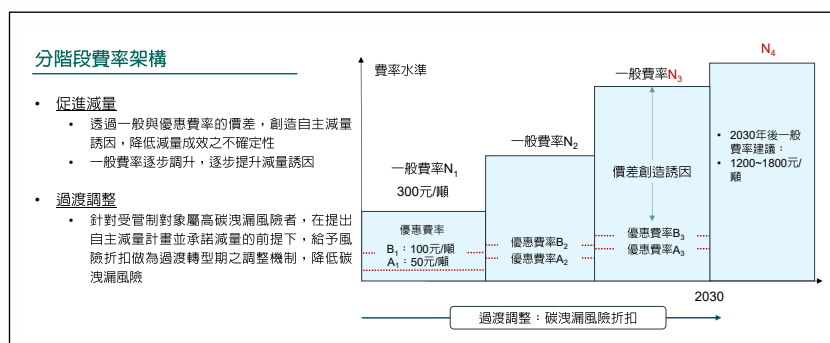 分階段費率架構
• 促進減量
• 透過一般與優惠費率的價差，創造自主減量
誘因，降低減量成效之不確定性
• 一般費率逐步調升，逐步提升減量誘因
• 過渡調整
• 針對受管制對象屬高碳洩漏風險者，在提出
自主減量計畫並承諾減量的前提下，給予風
險折扣做為過渡轉型期之調整機制，降低碳
洩漏風險
費率水準
一般費率N₁
300元/順
優惠費率
B₁：100元/順
A₁：50元/順
一般費率N₂
優惠費率B₂
優惠費率A₂
一般費率N₃
價差創造誘因
優惠費率B₃
優惠費率A₃
N₄
• 2030年後一般
費率建議：
• 1200~1800元/
順
2030
過渡調整：碳洩漏風險折扣